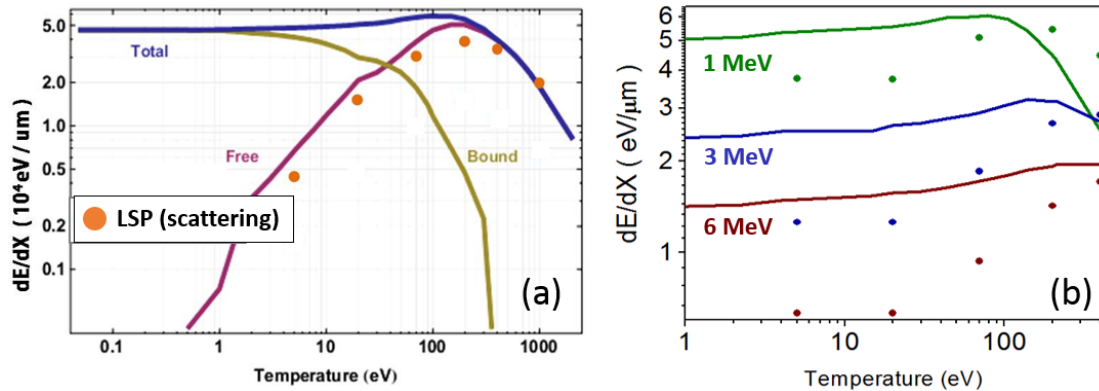 dE/dX (10⁴eV / um)
5.0
2.0
1.0
0.5
0.2
0.1
Total
Free
Bound
LSP (scattering)
(a)
0.1
1
10
100
1000
Temperature (eV)
dE/dX ( eV/μm)
6
5
4
3
2
1
1 MeV
3 MeV
6 MeV
(b)
1
10
100
Temperature (eV)